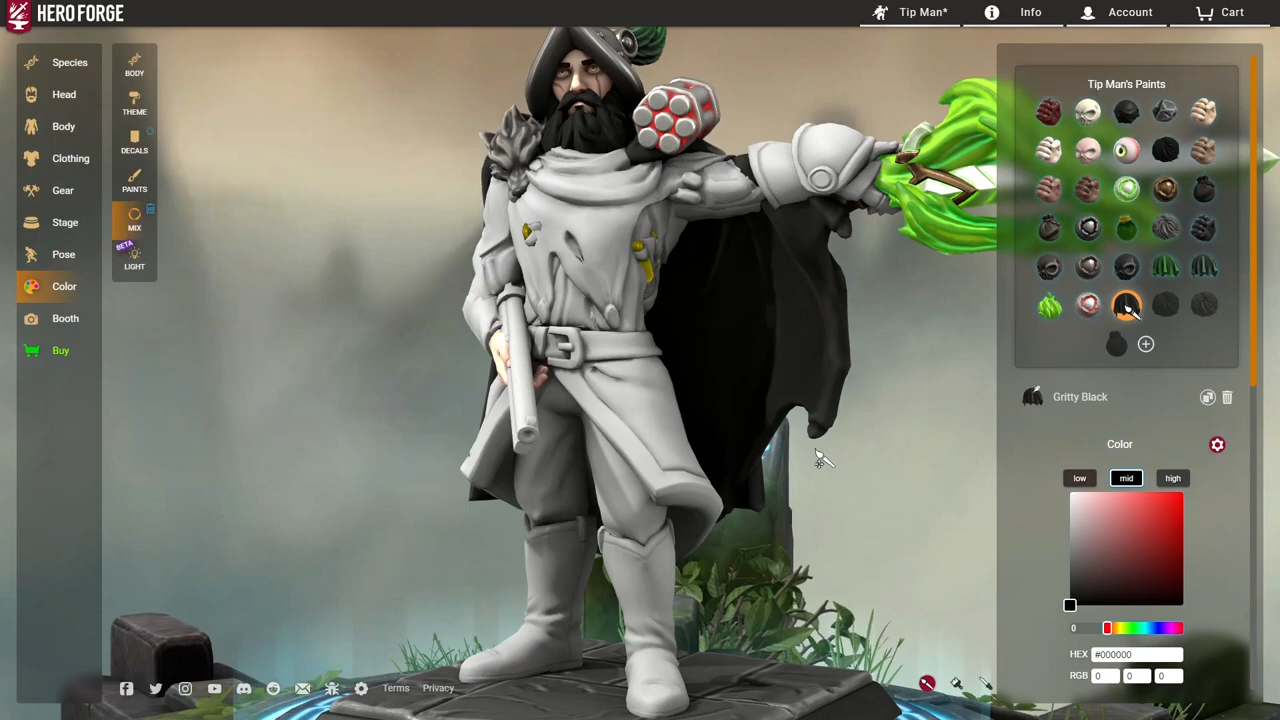 HERO FORGE
Tip Man*
Info
Account
Cart
Species
Head
Body
Clothing
Gear
Stage
Pose
Color
Booth
Buy
BODY
THEME
DECALS
PAINTS
MIX
BETA
LIGHT
Tip Man's Paints
Gritty Black
Color
low mid high
0
HEX #000000
RGB 0 0 0
Terms Privacy